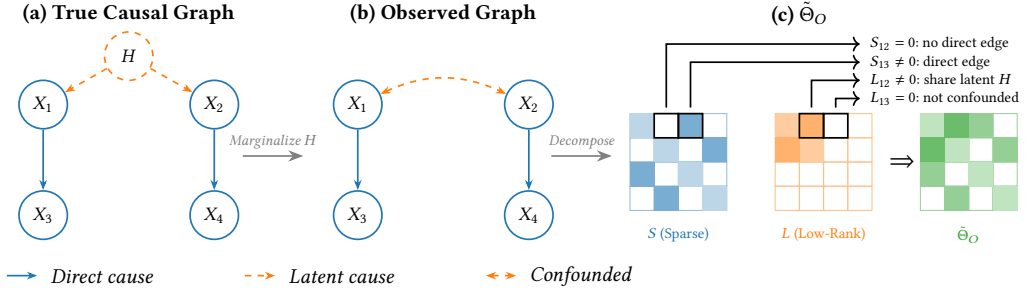 (a) True Causal Graph
(b) Observed Graph
(c) Θ̃_O
H
X₁
X₂
X₃
X₄
Marginalize H
X₁
X₂
X₃
X₄
Decompose
S₁₂ = 0: no direct edge
S₁₃ ≠ 0: direct edge
L₁₂ ≠ 0: share latent H
L₁₃ = 0: not confounded
⇒
S (Sparse)
L (Low-Rank)
Θ̃_O
Direct cause
Latent cause
Confounded